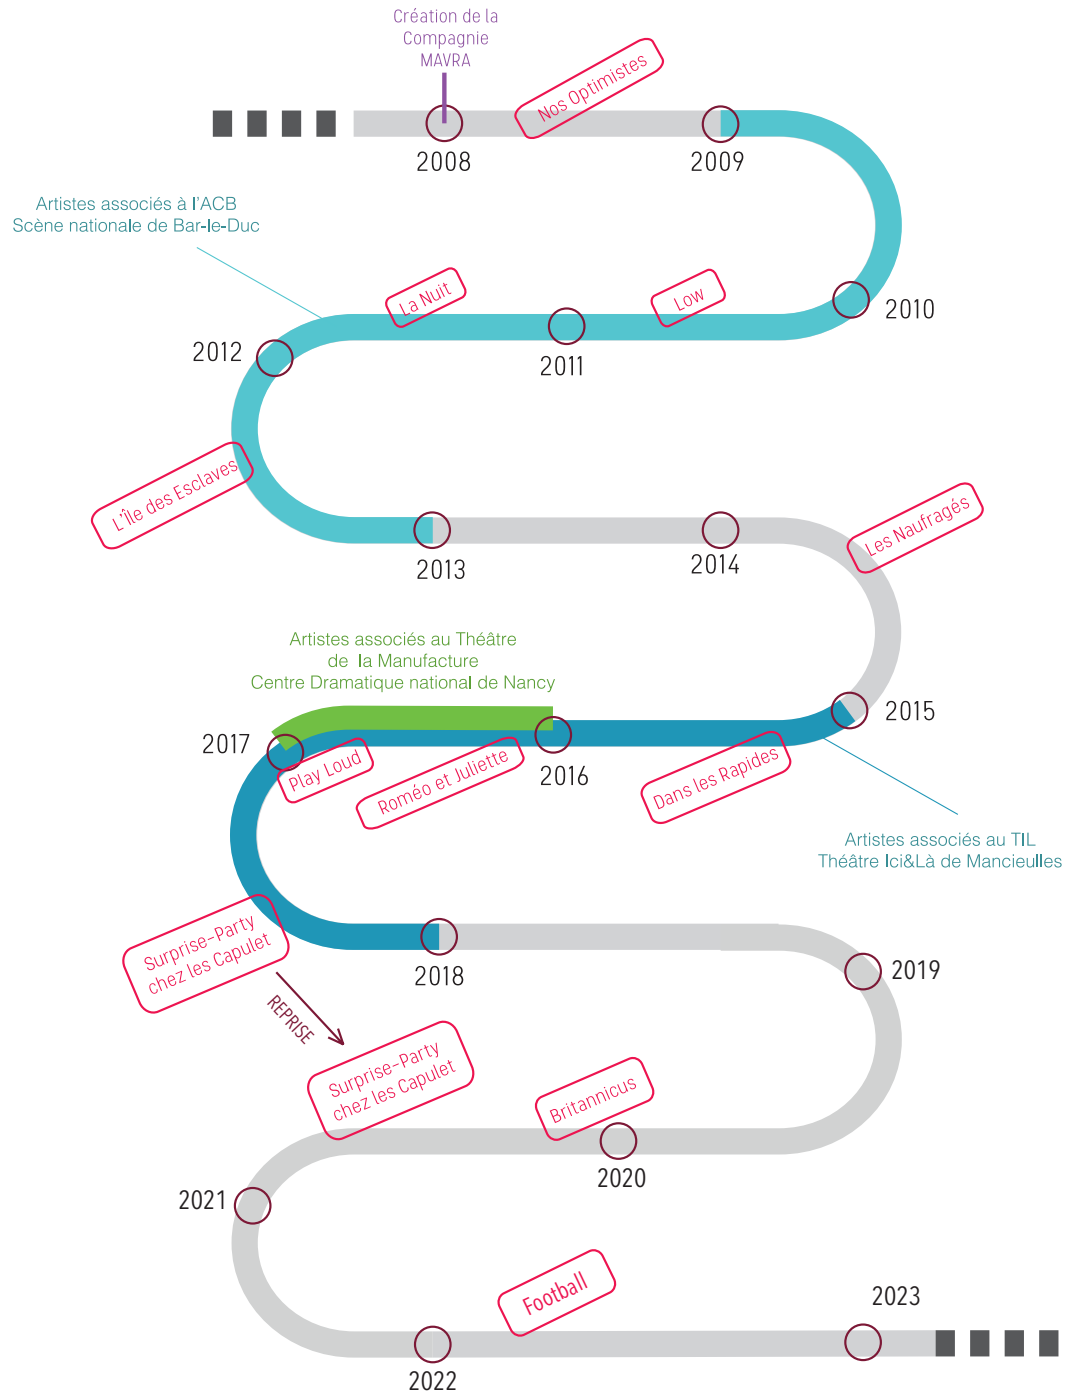 Création de la
Compagnie
MAVRA
Nos Optimistes
2008
2009
Artistes associés à l'ACB
Scène nationale de Bar-le-Duc
La Nuit
Low
2010
2012
2011
L'Île des Esclaves
Les Naufragés
2013
2014
Artistes associés au Théâtre
de la Manufacture
Centre Dramatique national de Nancy
2015
2017
Play Loud
Roméo et Juliette
2016
Dans les Rapides
Artistes associés au TIL
Théâtre Ici&Là de Mancieulles
Surprise-Party
chez les Capulet
2018
2019
REPRISE
Surprise-Party
chez les Capulet
Britannicus
2020
2021
Football
2023
2022